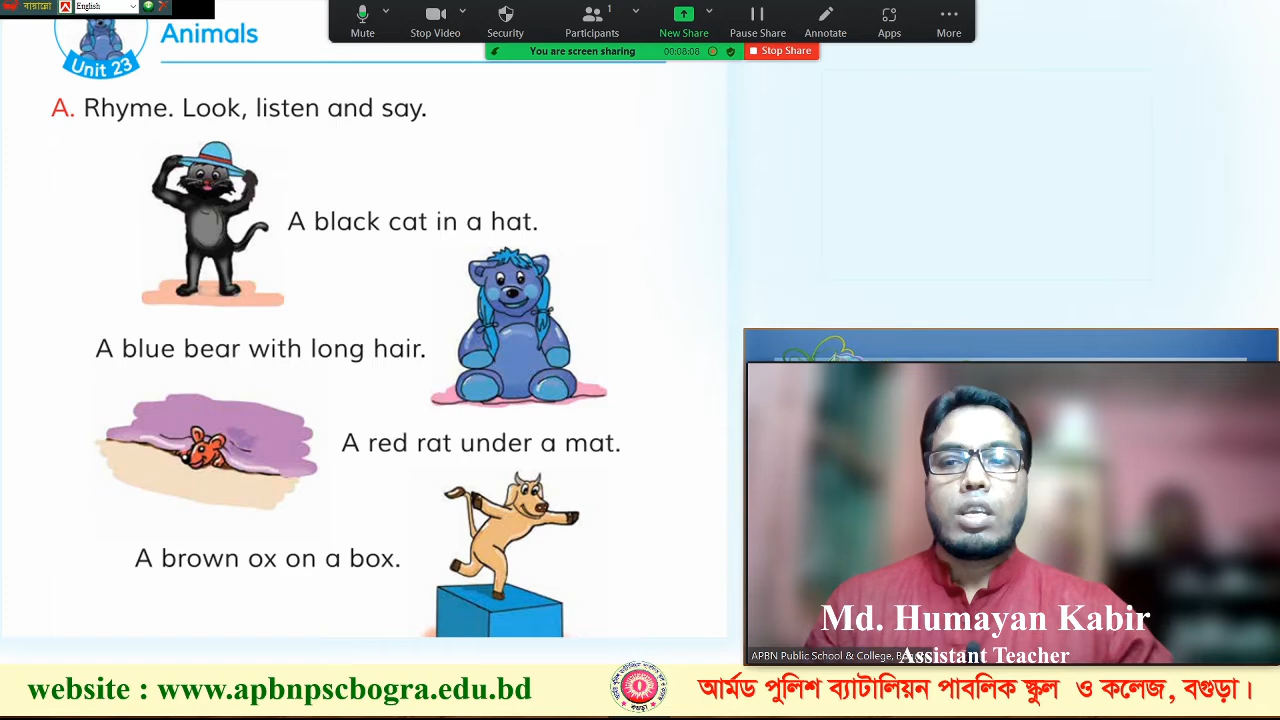 বায়ান্নো English
Mute
Stop Video
Security
1
Participants
New Share
Pause Share
Annotate
Apps
More
You are screen sharing
00:08:08
Stop Share
Animals
Unit 23
A. Rhyme. Look, listen and say.
A black cat in a hat.
A blue bear with long hair.
A red rat under a mat.
A brown ox on a box.
Md. Humayan Kabir
APBN Public School & College,
Assistant Teacher
website : www.apbnpscbogra.edu.bd
আর্মড পুলিশ ব্যাটালিয়ন পাবলিক স্কুল ও কলেজ, বগুড়া।